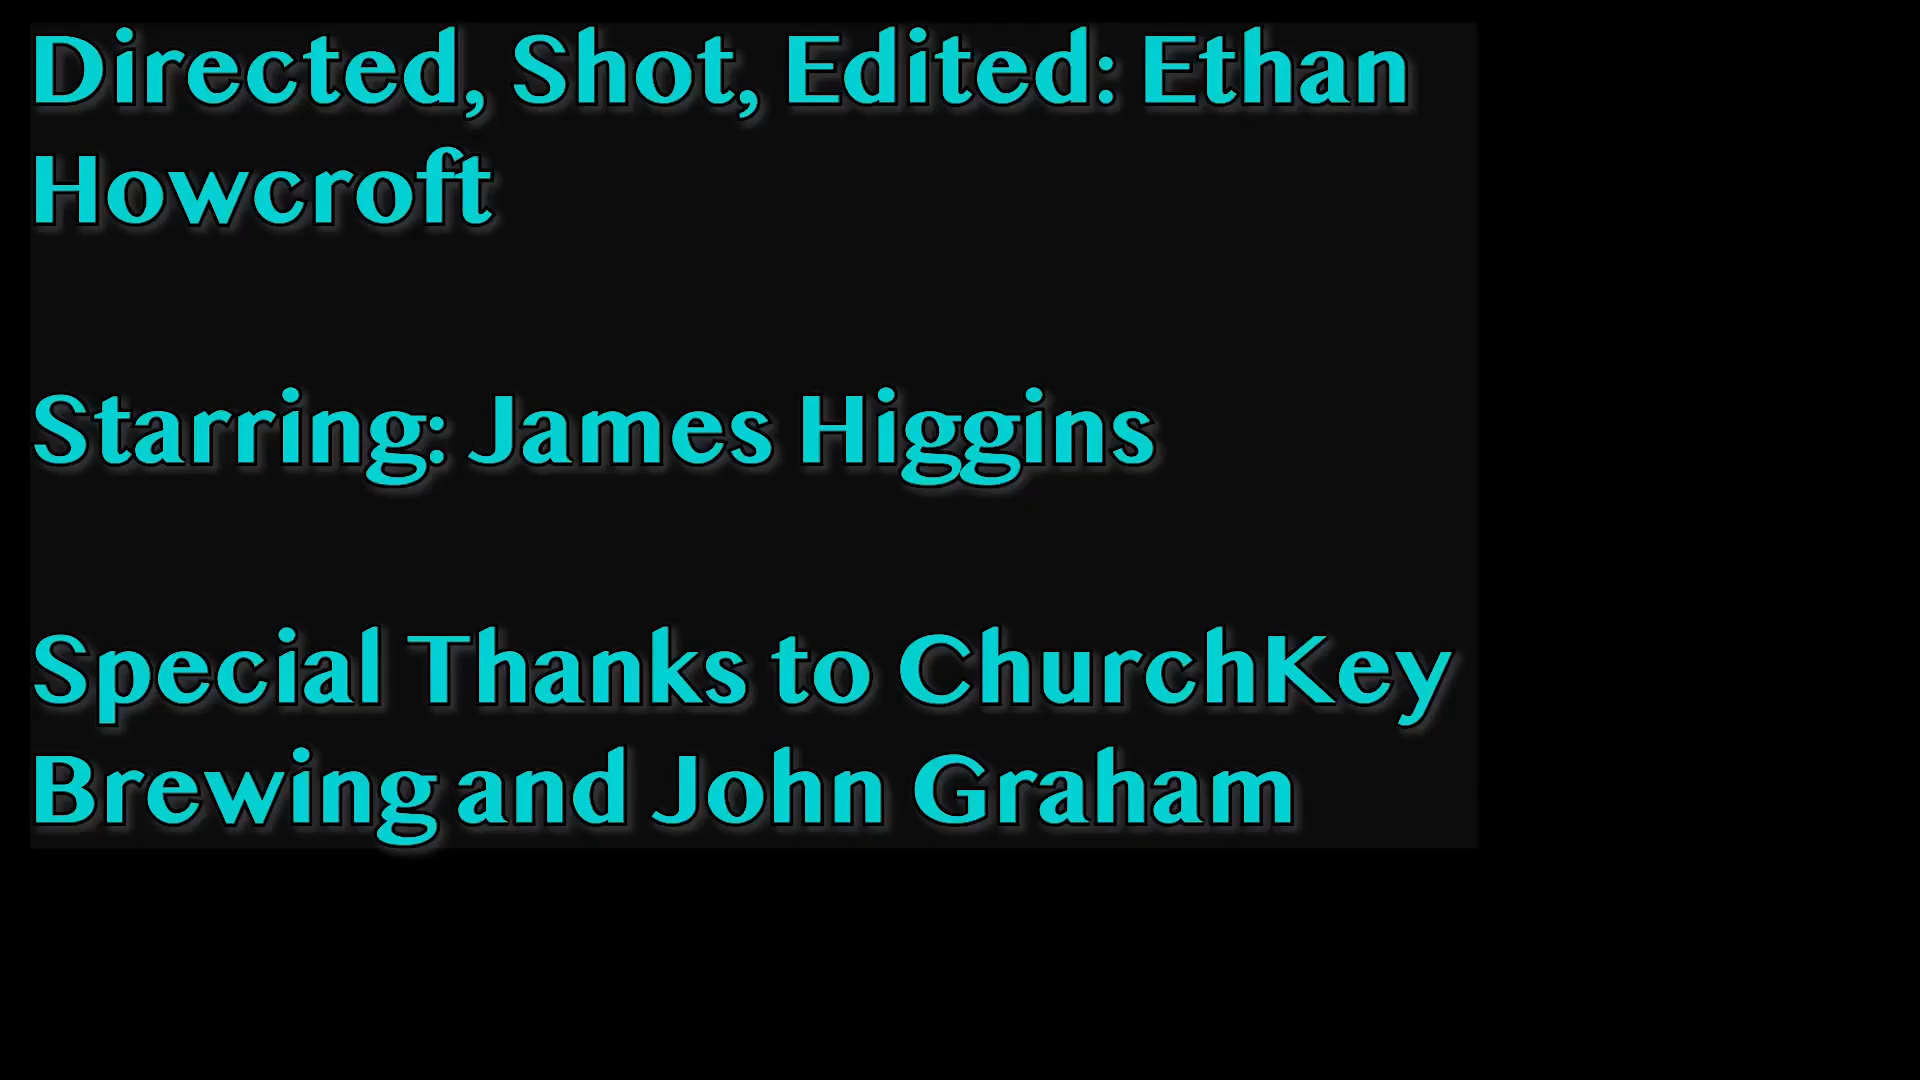 Directed, Shot, Edited: Ethan
Howcroft
Starring: James Higgins
Special Thanks to ChurchKey
Brewing and John Graham